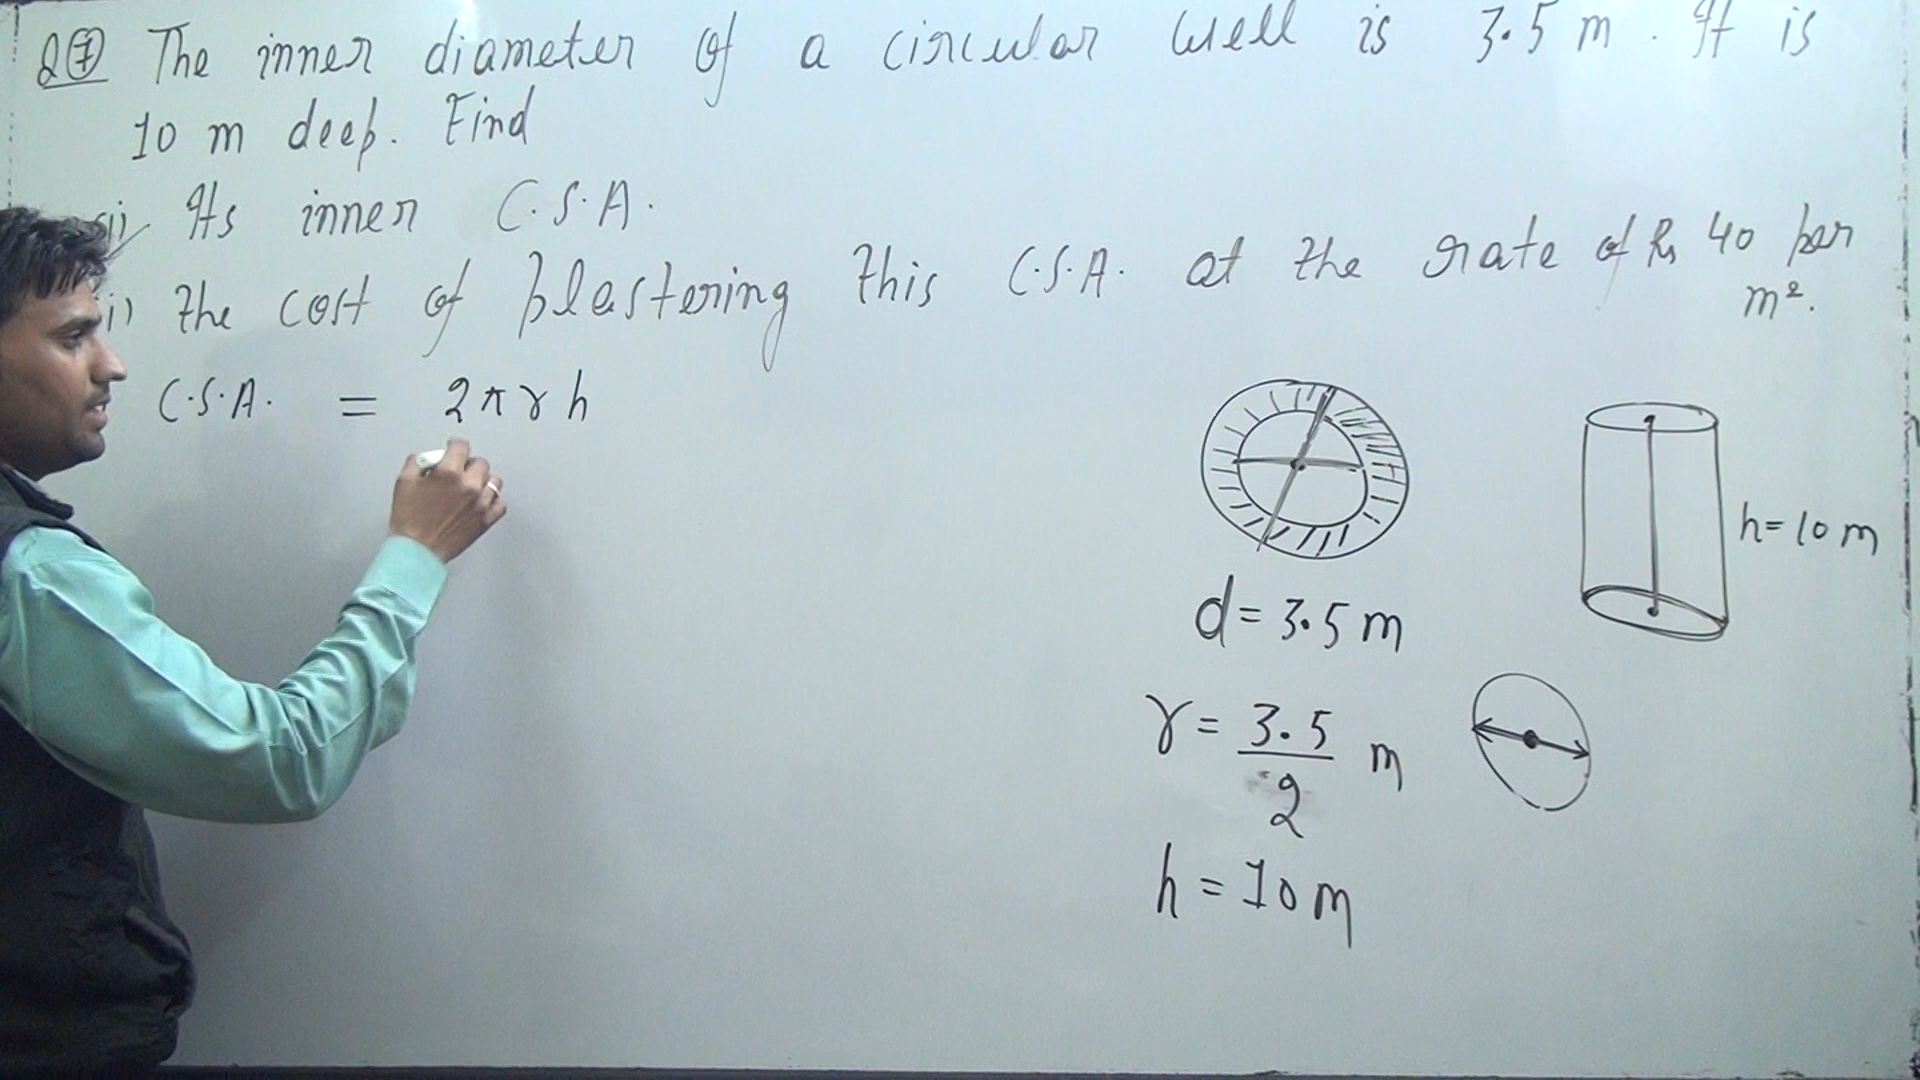 Q⑦ The inner diameter of a circular well is 3.5 m. It is
10 m deep. Find
(i) Its inner C.S.A.
i) the cost of plastering this C.S.A. at the rate of Rs 40 per
m².
C.S.A. = 2πrh
h=10 m
d = 3.5 m
r = 3.5/2 m
h = 10 m